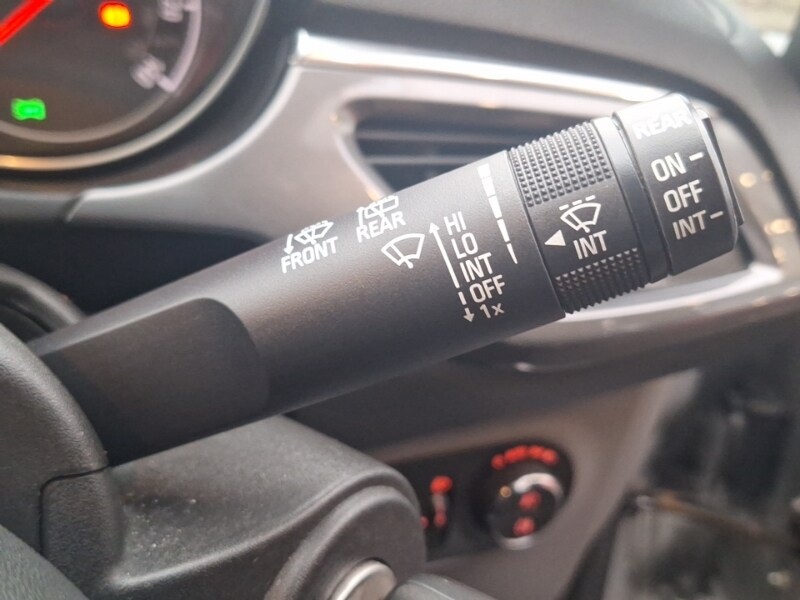 FRONT
REAR
HI
LO
INT
OFF
1x
INT
REAR
ON
OFF
INT